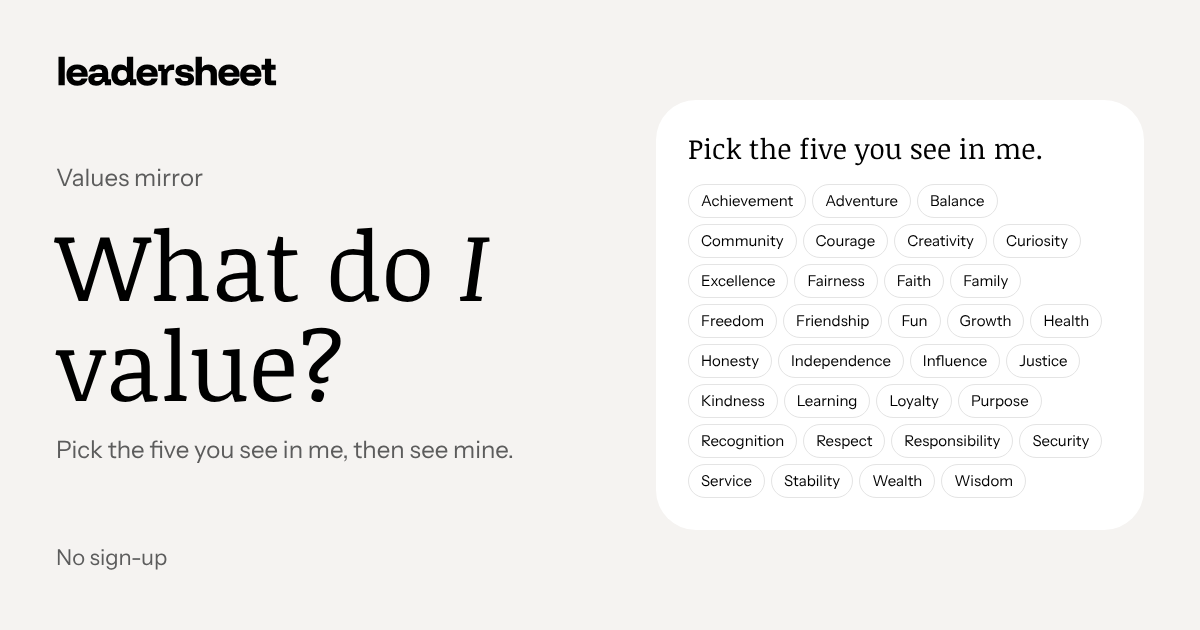 leadersheet
Values mirror
What do I
value?
Pick the five you see in me, then see mine.
No sign-up
Pick the five you see in me.
Achievement Adventure Balance
Community Courage Creativity Curiosity
Excellence Fairness Faith Family
Freedom Friendship Fun Growth Health
Honesty Independence Influence Justice
Kindness Learning Loyalty Purpose
Recognition Respect Responsibility Security
Service Stability Wealth Wisdom